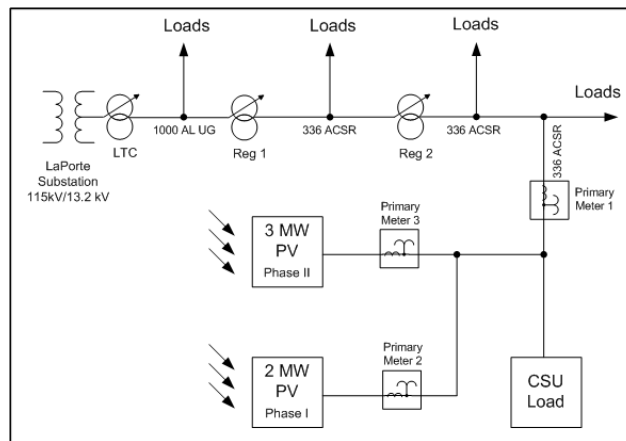 Loads
Loads
Loads
Loads
1000 AL UG
336 ACSR
336 ACSR
LTC
Reg 1
Reg 2
336 ACSR
LaPorte
Substation
115kV/13.2 kV
Primary
Meter 1
Primary
Meter 3
3 MW
PV
Phase II
Primary
Meter 2
2 MW
PV
Phase I
CSU
Load